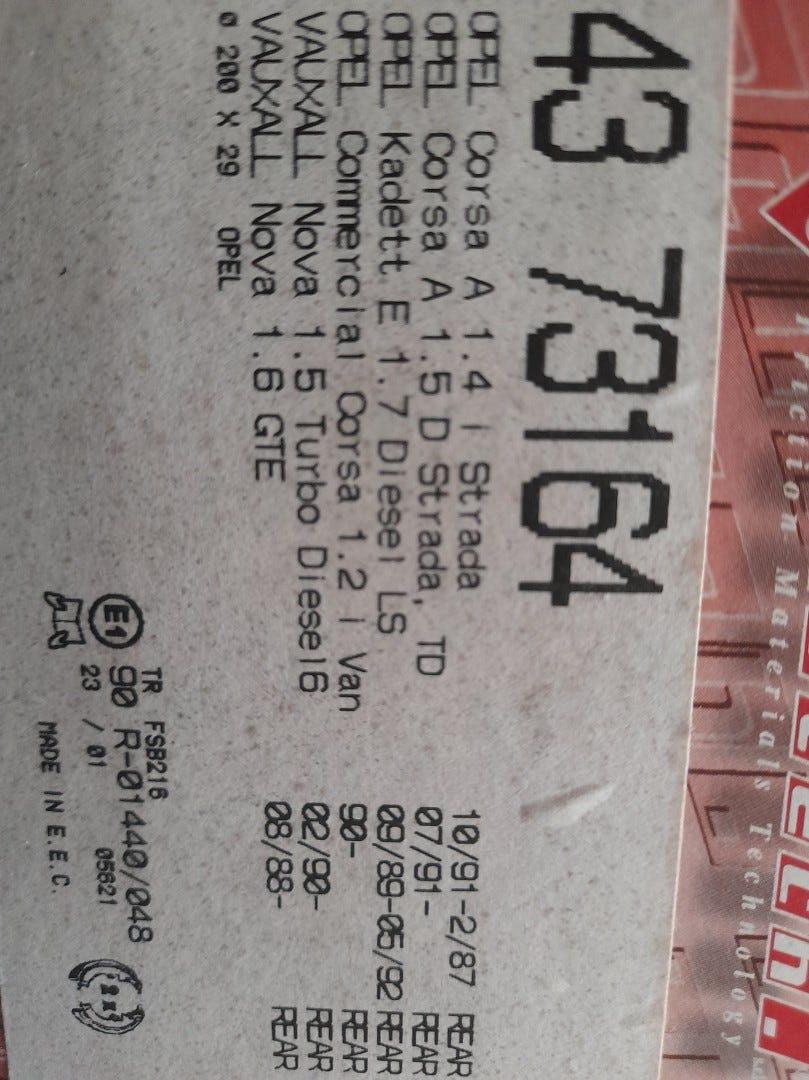 Friction Materials Technology
43 73164
OPEL Corsa A 1.4 i Strada 10/91-2/87 REAR
OPEL Corsa A 1.5 D Strada, TD 07/91- REAR
OPEL Kadett E 1.7 Diesel LS 09/89-05/92 REAR
OPEL Commercial Corsa 1.2 i Van 90- REAR
VAUXALL Nova 1.5 Turbo Diesel6 02/90- REAR
VAUXALL Nova 1.6 GTE 08/88- REAR
ø 200 X 29 OPEL
TR FSB216
E1 90 R-01440/048
23 / 01 05621
MADE IN E.E.C.